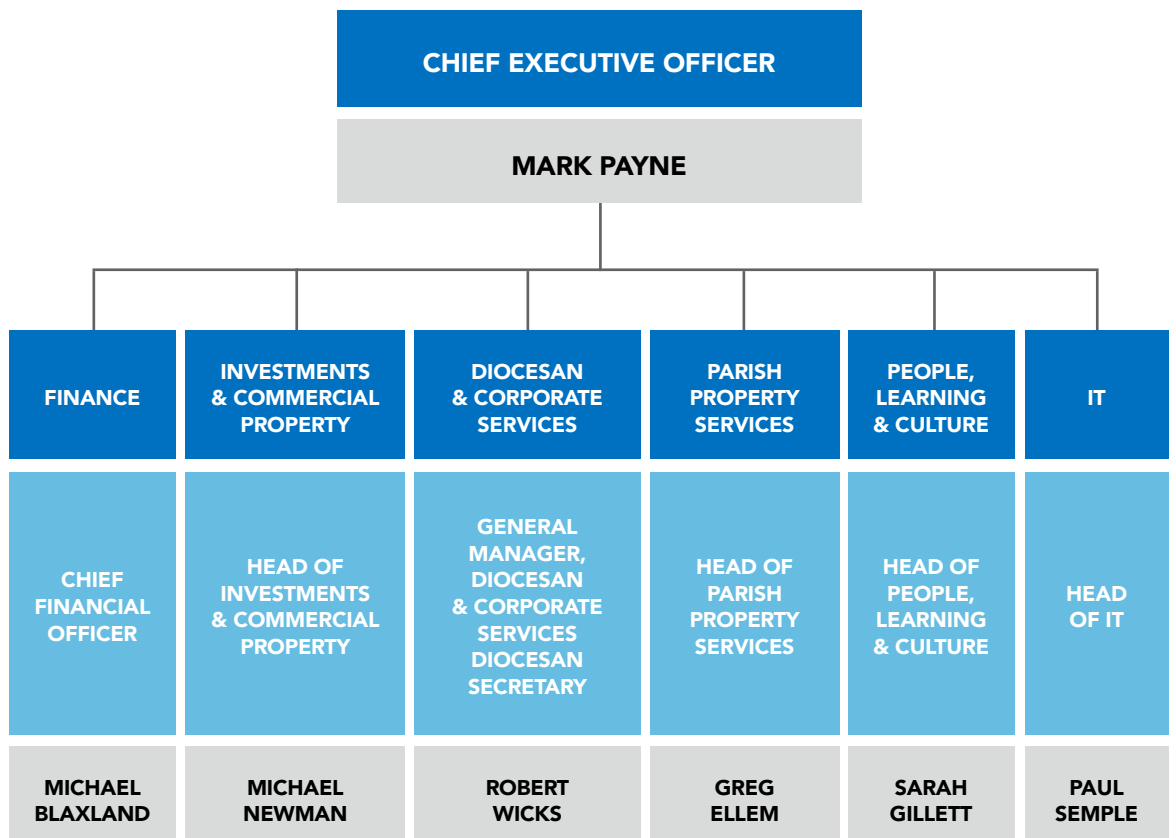 CHIEF EXECUTIVE OFFICER
MARK PAYNE
FINANCE
INVESTMENTS
& COMMERCIAL
PROPERTY
DIOCESAN
& CORPORATE
SERVICES
PARISH
PROPERTY
SERVICES
PEOPLE,
LEARNING
& CULTURE
IT
CHIEF
FINANCIAL
OFFICER
HEAD OF
INVESTMENTS
& COMMERCIAL
PROPERTY
GENERAL
MANAGER,
DIOCESAN
& CORPORATE
SERVICES
DIOCESAN
SECRETARY
HEAD OF
PARISH
PROPERTY
SERVICES
HEAD OF
PEOPLE,
LEARNING
& CULTURE
HEAD
OF IT
MICHAEL
BLAXLAND
MICHAEL
NEWMAN
ROBERT
WICKS
GREG
ELLEM
SARAH
GILLETT
PAUL
SEMPLE